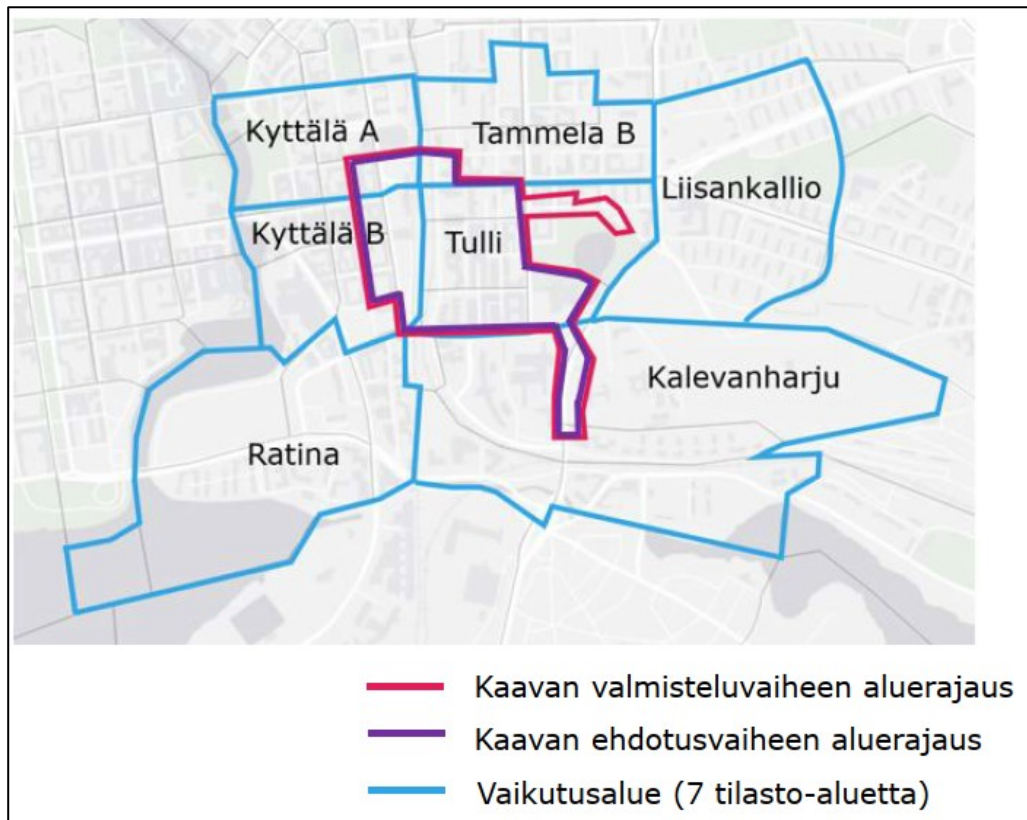 Kyttälä A
Tammela B
Liisankallio
Kyttälä B
Tulli
Kalevanharju
Ratina
Kaavan valmisteluvaiheen aluerajaus
Kaavan ehdotusvaiheen aluerajaus
Vaikutusalue (7 tilasto-aluetta)